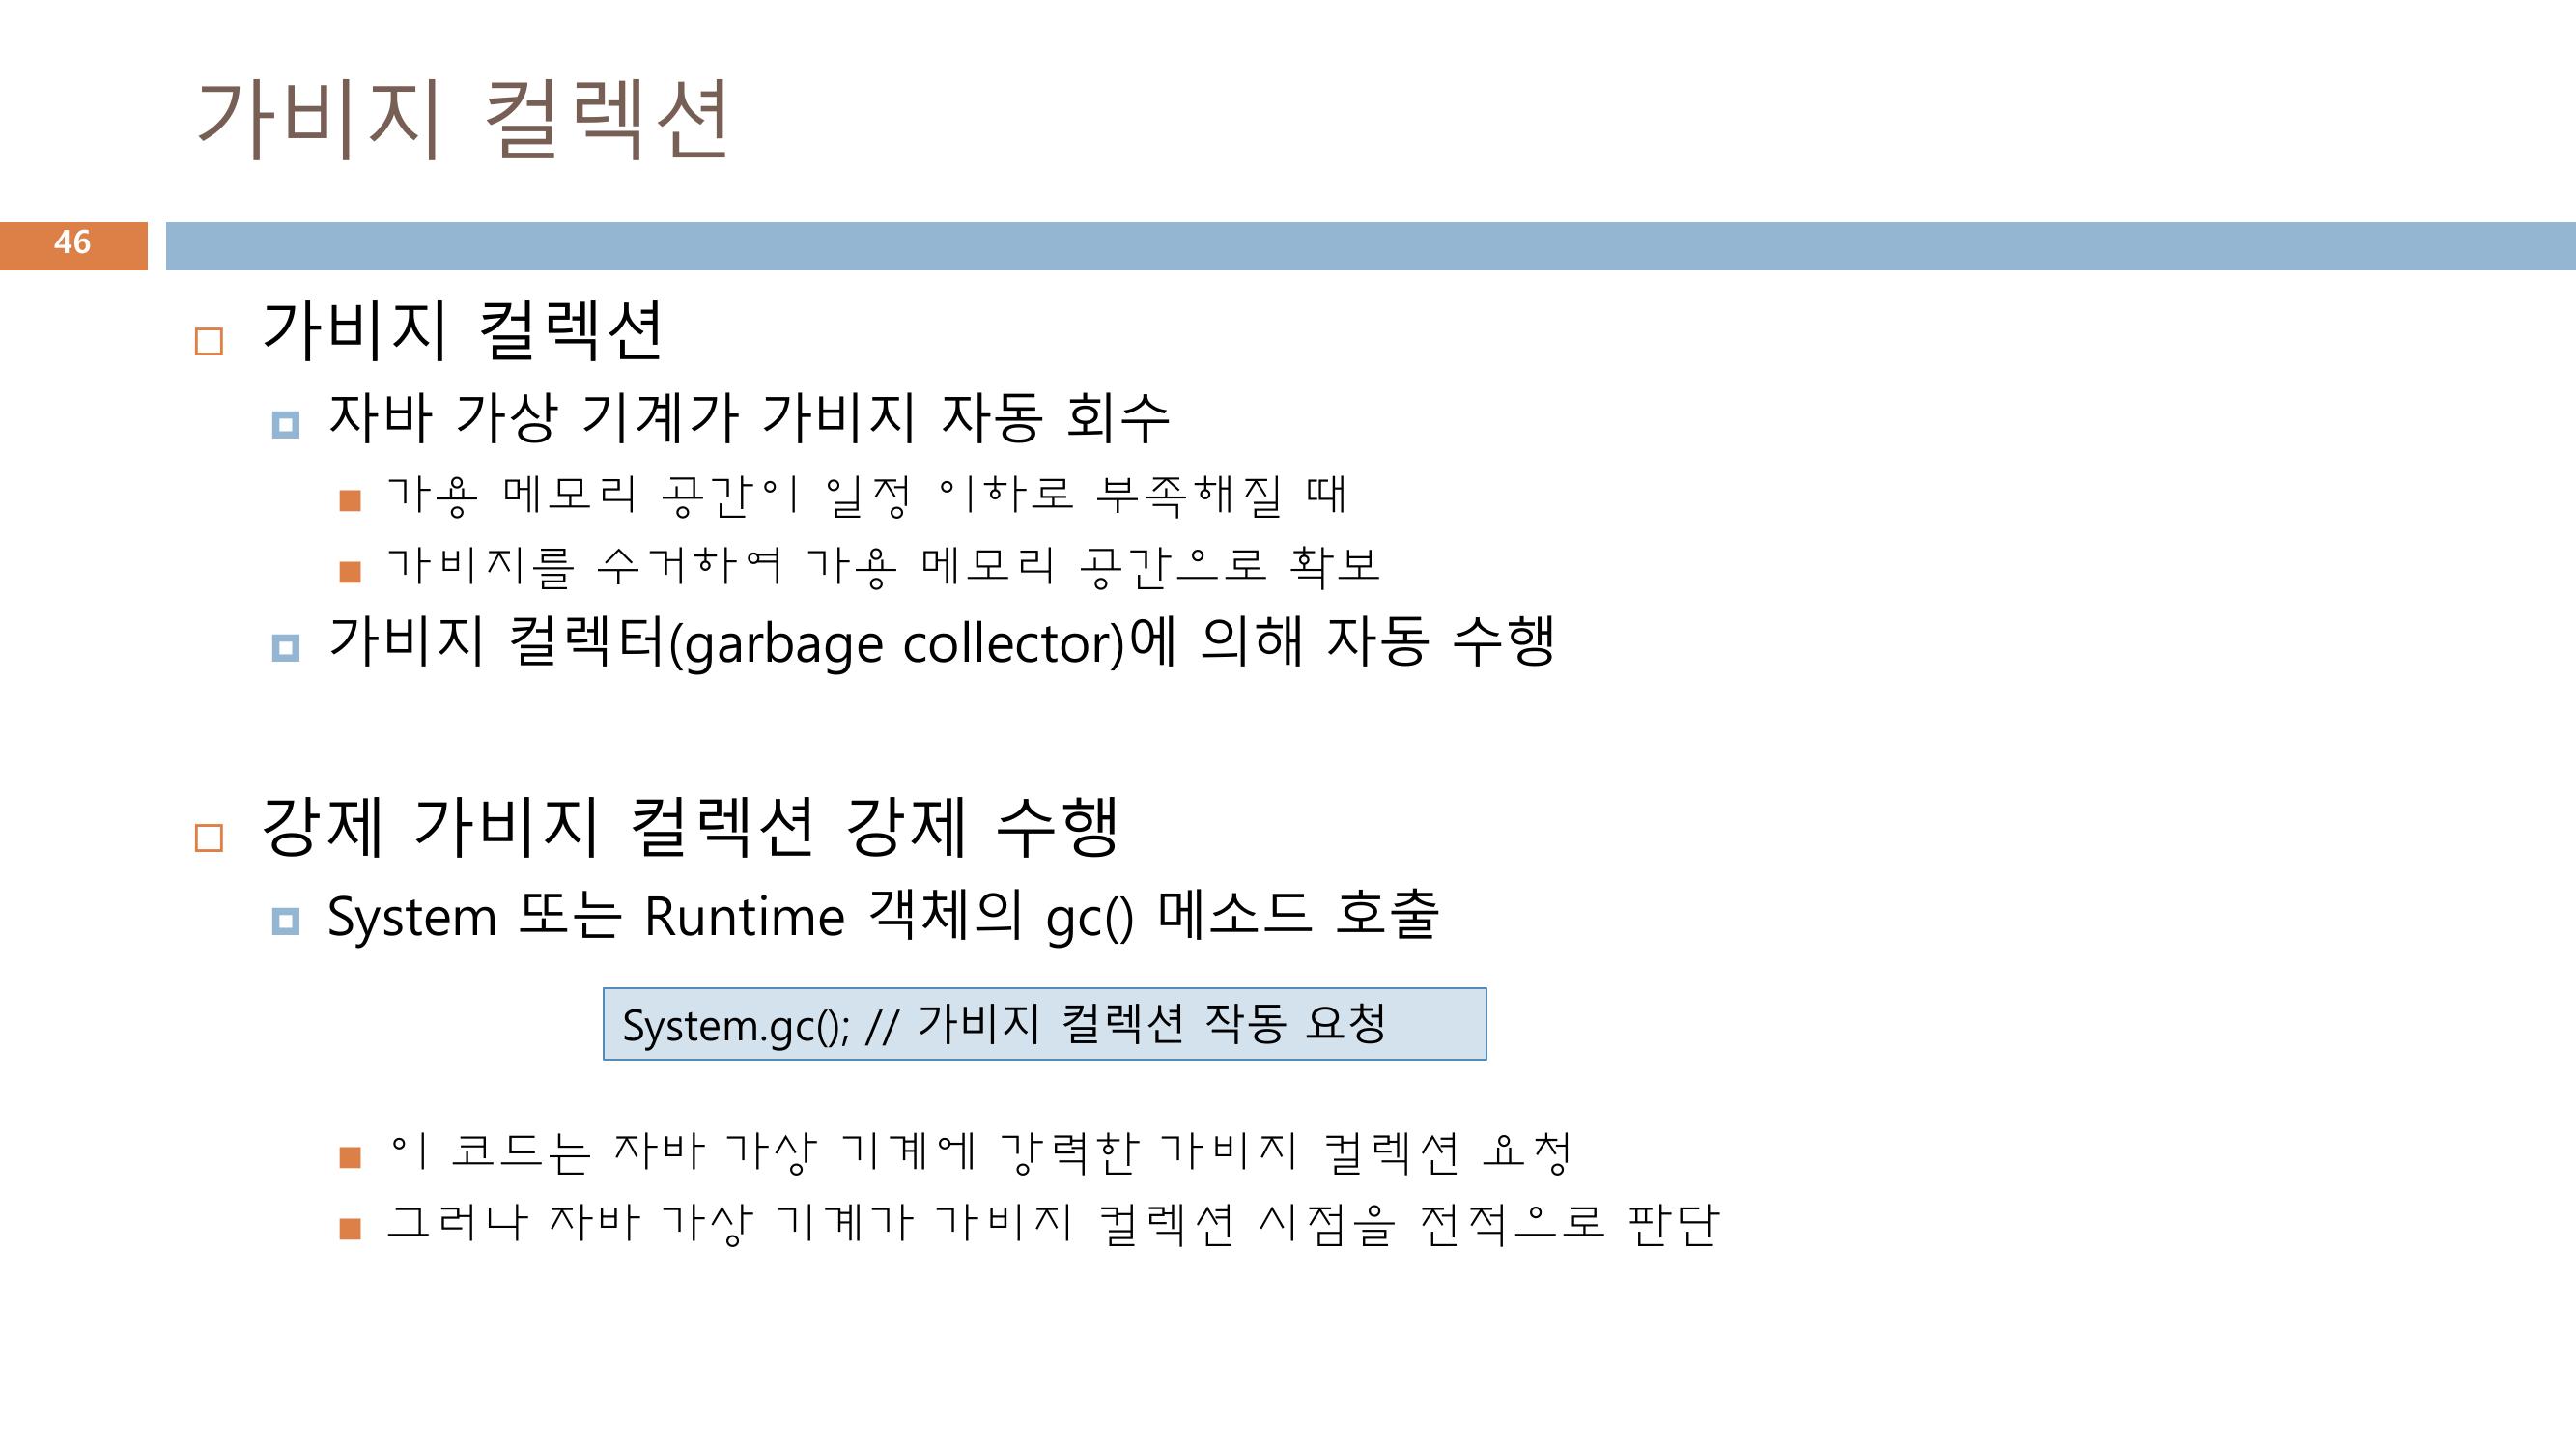 가비지 컬렉션
46
가비지 컬렉션
자바 가상 기계가 가비지 자동 회수
가용 메모리 공간이 일정 이하로 부족해질 때
가비지를 수거하여 가용 메모리 공간으로 확보
가비지 컬렉터(garbage collector)에 의해 자동 수행
강제 가비지 컬렉션 강제 수행
System 또는 Runtime 객체의 gc() 메소드 호출
System.gc(); // 가비지 컬렉션 작동 요청
이 코드는 자바 가상 기계에 강력한 가비지 컬렉션 요청
그러나 자바 가상 기계가 가비지 컬렉션 시점을 전적으로 판단